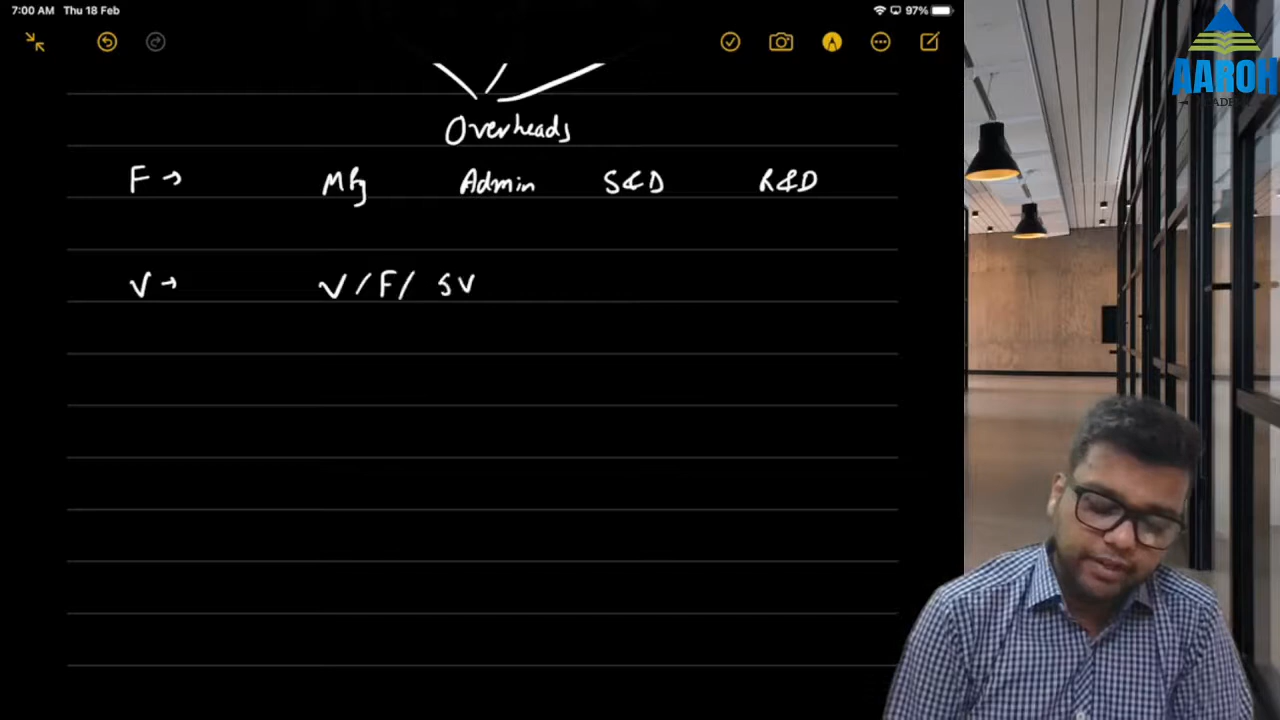 7:00 AM Thu 18 Feb 97%
AAROH
Overheads
F → Mfg Admin S&D R&D
V → V / F / SV